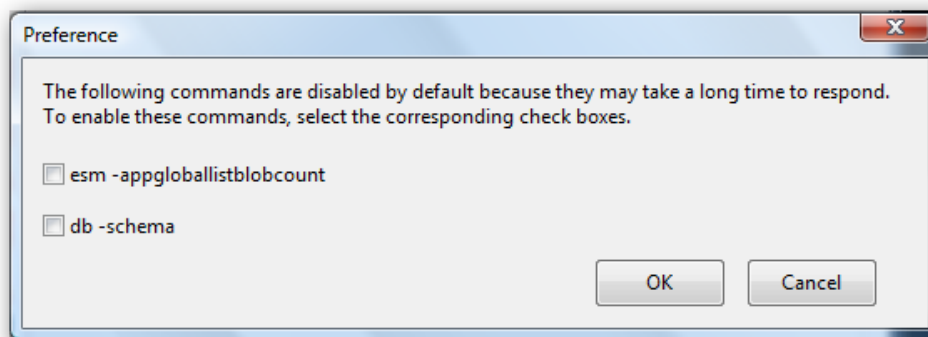 Preference
The following commands are disabled by default because they may take a long time to respond.
To enable these commands, select the corresponding check boxes.
esm -appgloballistblobcount
db -schema
OK
Cancel